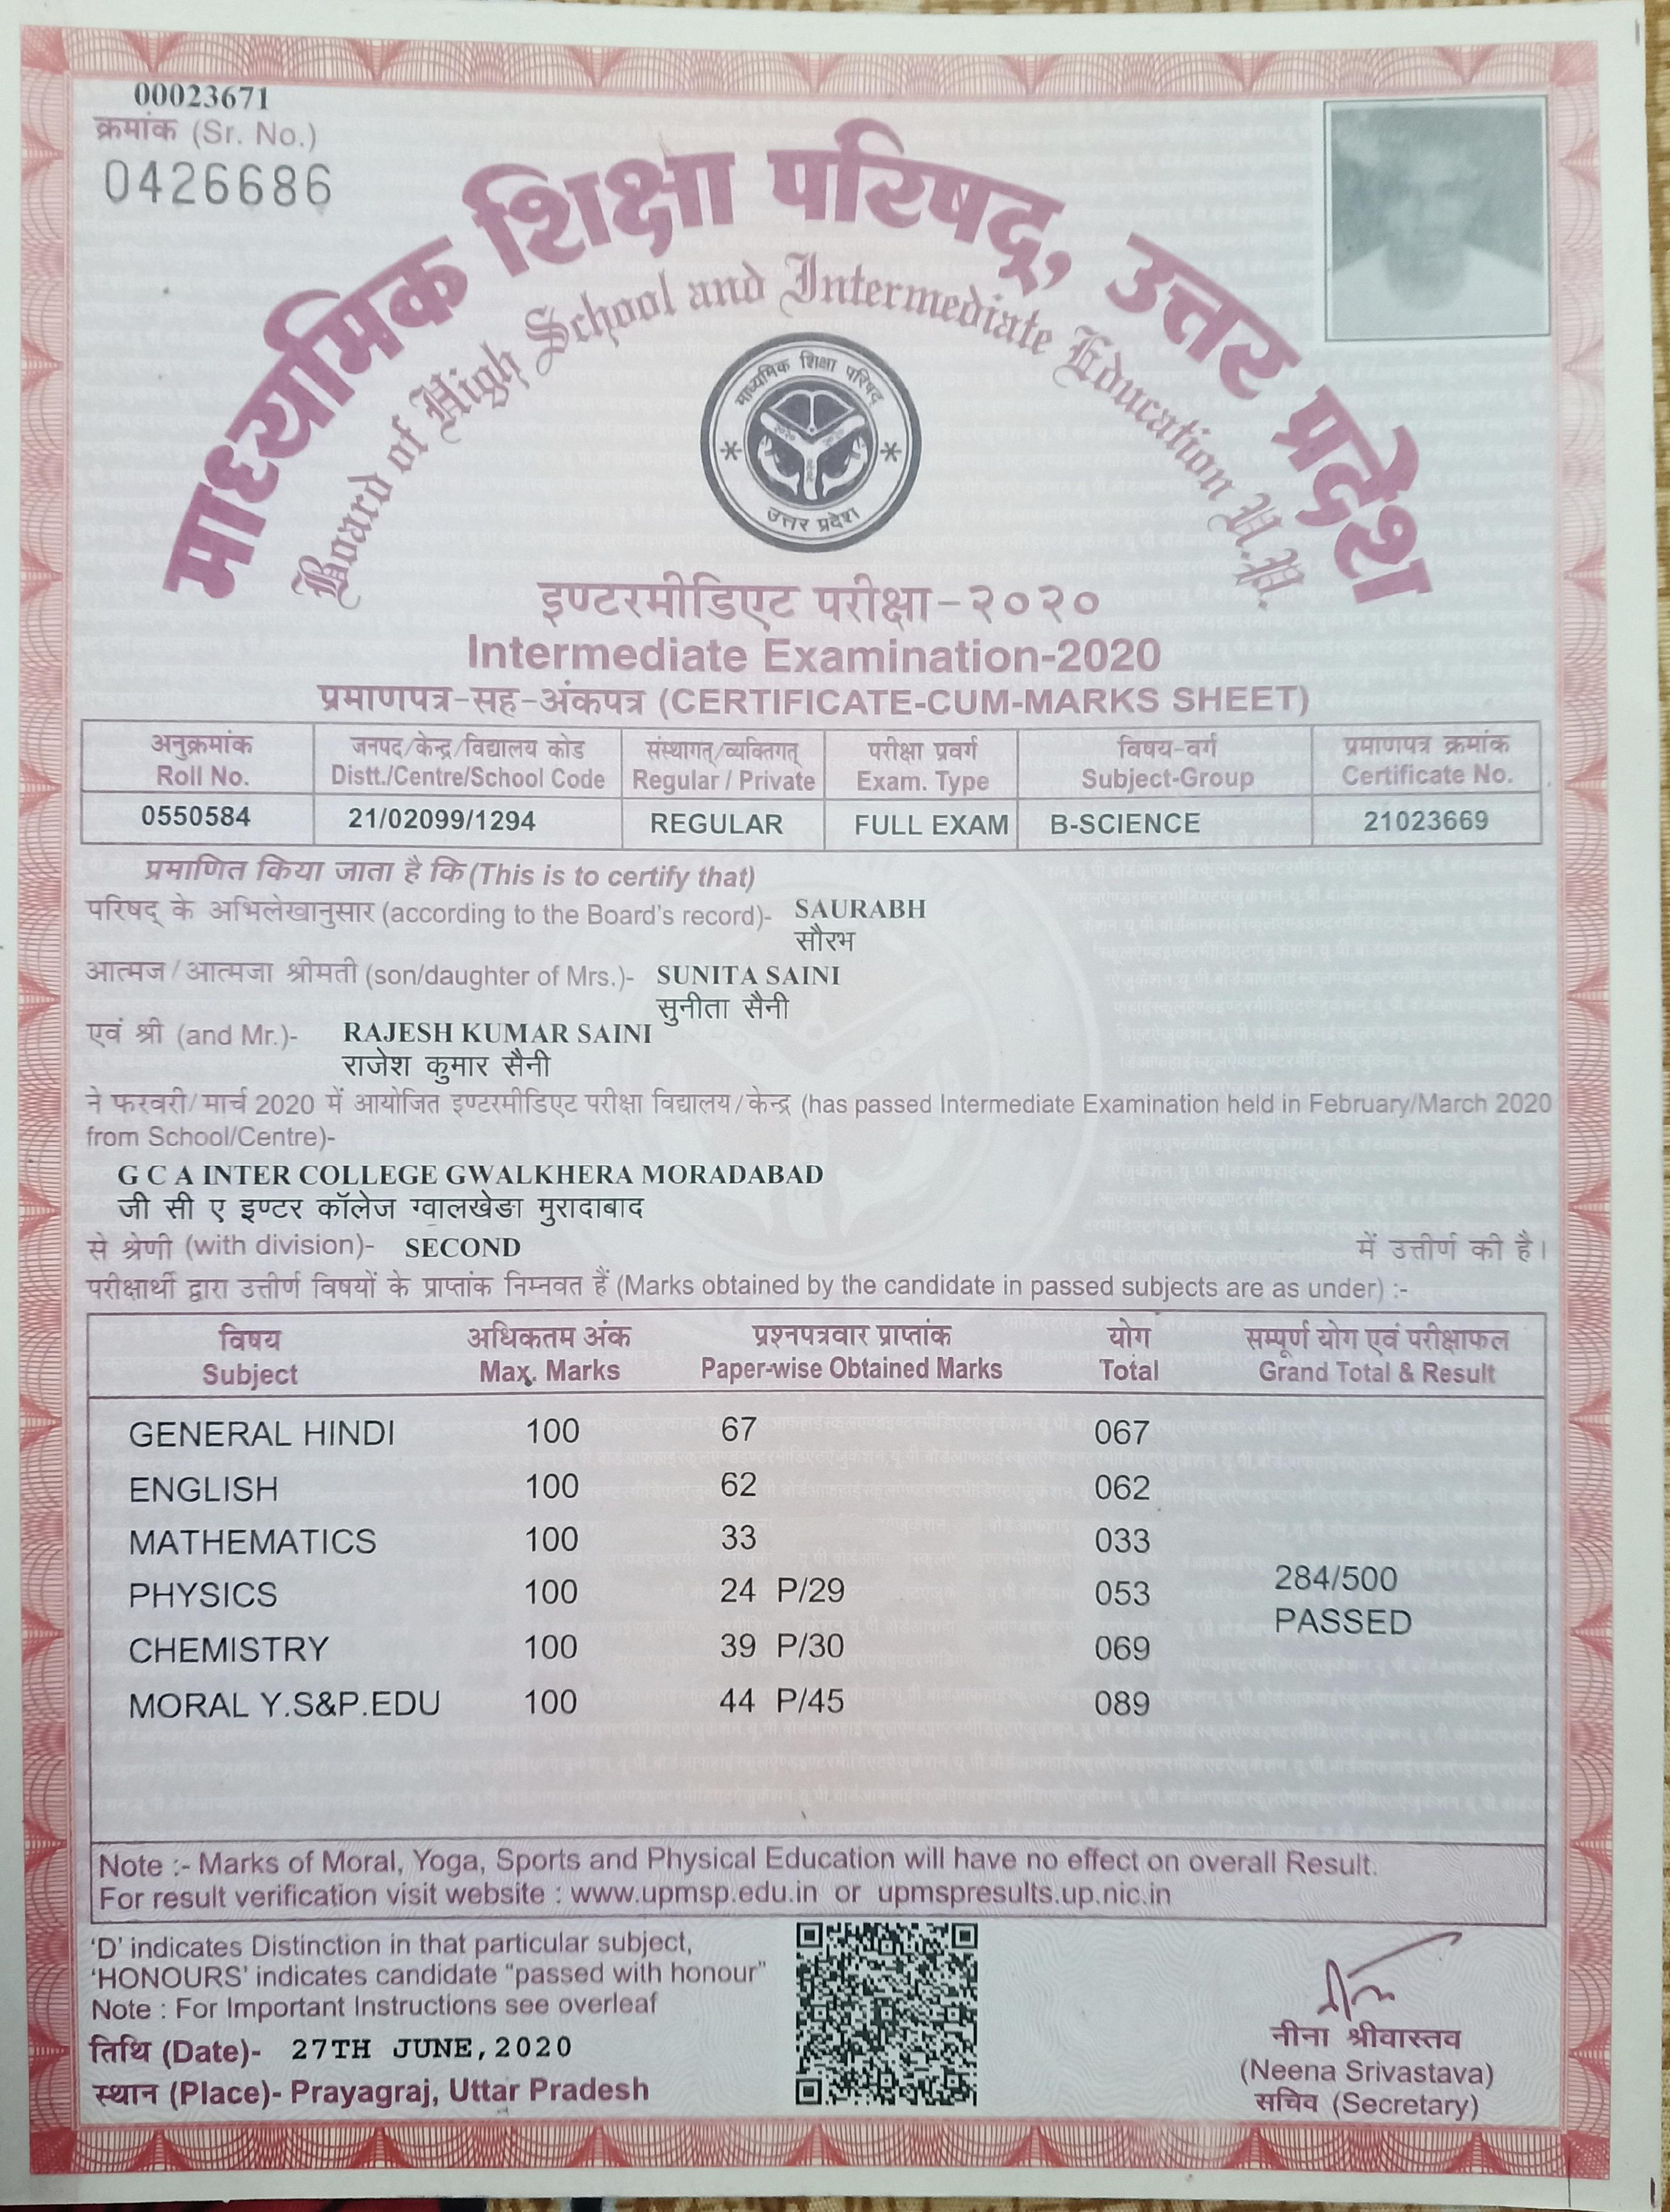 00023671
क्रमांक (Sr. No.)
0426686
माध्यमिक शिक्षा परिषद्, उत्तर प्रदेश
Board of High School and Intermediate Education U.P.
माध्यमिक शिक्षा परिषद
उत्तर प्रदेश
इण्टरमीडिएट परीक्षा-२०२०
Intermediate Examination-2020
प्रमाणपत्र-सह-अंकपत्र (CERTIFICATE-CUM-MARKS SHEET)
अनुक्रमांक जनपद/केन्द्र/विद्यालय कोड संस्थागत्/व्यक्तिगत् परीक्षा प्रवर्ग विषय-वर्ग प्रमाणपत्र क्रमांक
Roll No. Distt./Centre/School Code Regular / Private Exam. Type Subject-Group Certificate No.
0550584 21/02099/1294 REGULAR FULL EXAM B-SCIENCE 21023669
प्रमाणित किया जाता है कि (This is to certify that)
परिषद् के अभिलेखानुसार (according to the Board's record)- SAURABH
सौरभ
आत्मज/आत्मजा श्रीमती (son/daughter of Mrs.)- SUNITA SAINI
सुनीता सैनी
एवं श्री (and Mr.)- RAJESH KUMAR SAINI
राजेश कुमार सैनी
ने फरवरी/मार्च 2020 में आयोजित इण्टरमीडिएट परीक्षा विद्यालय/केन्द्र (has passed Intermediate Examination held in February/March 2020
from School/Centre)-
G C A INTER COLLEGE GWALKHERA MORADABAD
जी सी ए इण्टर कॉलेज ग्वालखेडा मुरादाबाद
से श्रेणी (with division)- SECOND में उत्तीर्ण की है।
परीक्षार्थी द्वारा उत्तीर्ण विषयों के प्राप्तांक निम्नवत हैं (Marks obtained by the candidate in passed subjects are as under) :-
विषय अधिकतम अंक प्रश्नपत्रवार प्राप्तांक योग सम्पूर्ण योग एवं परीक्षाफल
Subject Max. Marks Paper-wise Obtained Marks Total Grand Total & Result
GENERAL HINDI 100 67 067
ENGLISH 100 62 062
MATHEMATICS 100 33 033
PHYSICS 100 24 P/29 053 284/500
PASSED
CHEMISTRY 100 39 P/30 069
MORAL Y.S&P.EDU 100 44 P/45 089
Note :- Marks of Moral, Yoga, Sports and Physical Education will have no effect on overall Result.
For result verification visit website : www.upmsp.edu.in or upmspresults.up.nic.in
'D' indicates Distinction in that particular subject,
'HONOURS' indicates candidate "passed with honour"
Note : For Important Instructions see overleaf
तिथि (Date)- 27TH JUNE, 2020
स्थान (Place)- Prayagraj, Uttar Pradesh
नीना श्रीवास्तव
(Neena Srivastava)
सचिव (Secretary)